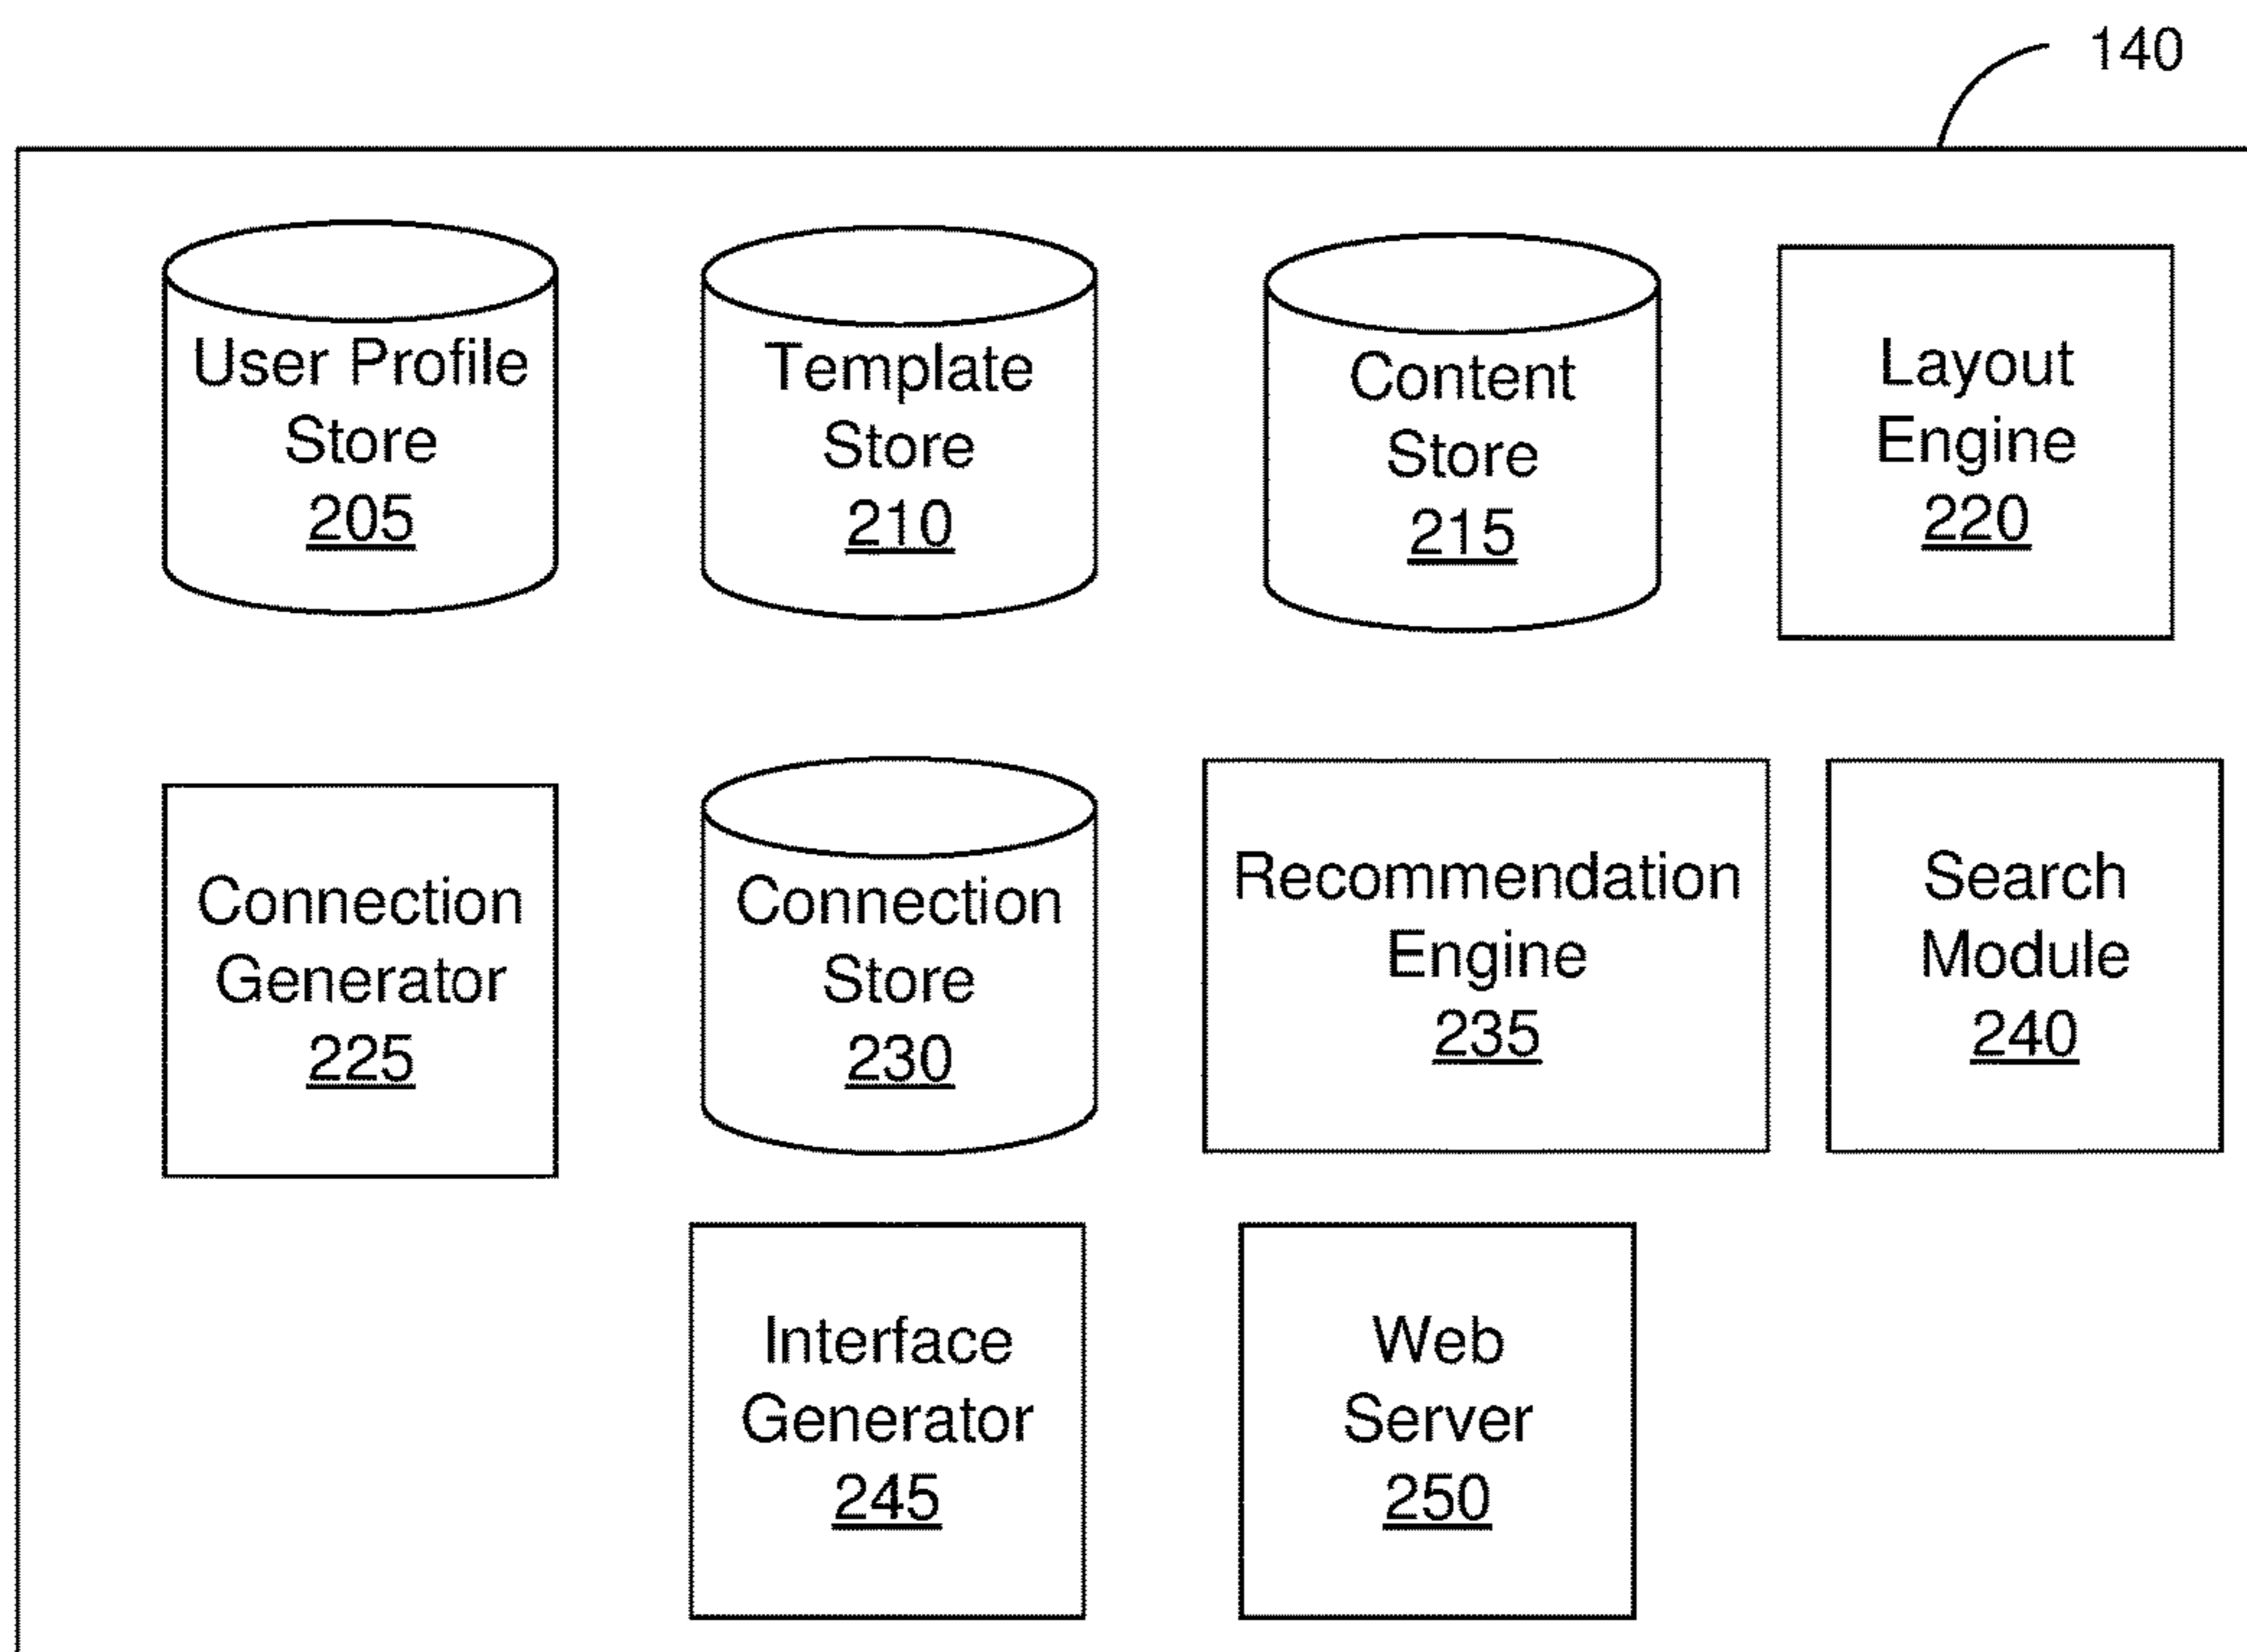 140
User Profile
Store
205
Template
Store
210
Content
Store
215
Layout
Engine
220
Connection
Generator
225
Connection
Store
230
Recommendation
Engine
235
Search
Module
240
Interface
Generator
245
Web
Server
250